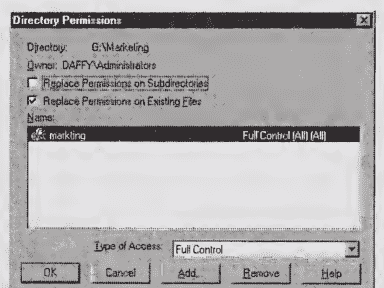 Directory Permissions
Directory: G:\Marketing
Owner: DAFFY\Administrators
Replace Permissions on Subdirectories
Replace Permissions on Existing Files
Name:
markting Full Control (All) (All)
Type of Access: Full Control
OK Cancel Add... Remove Help